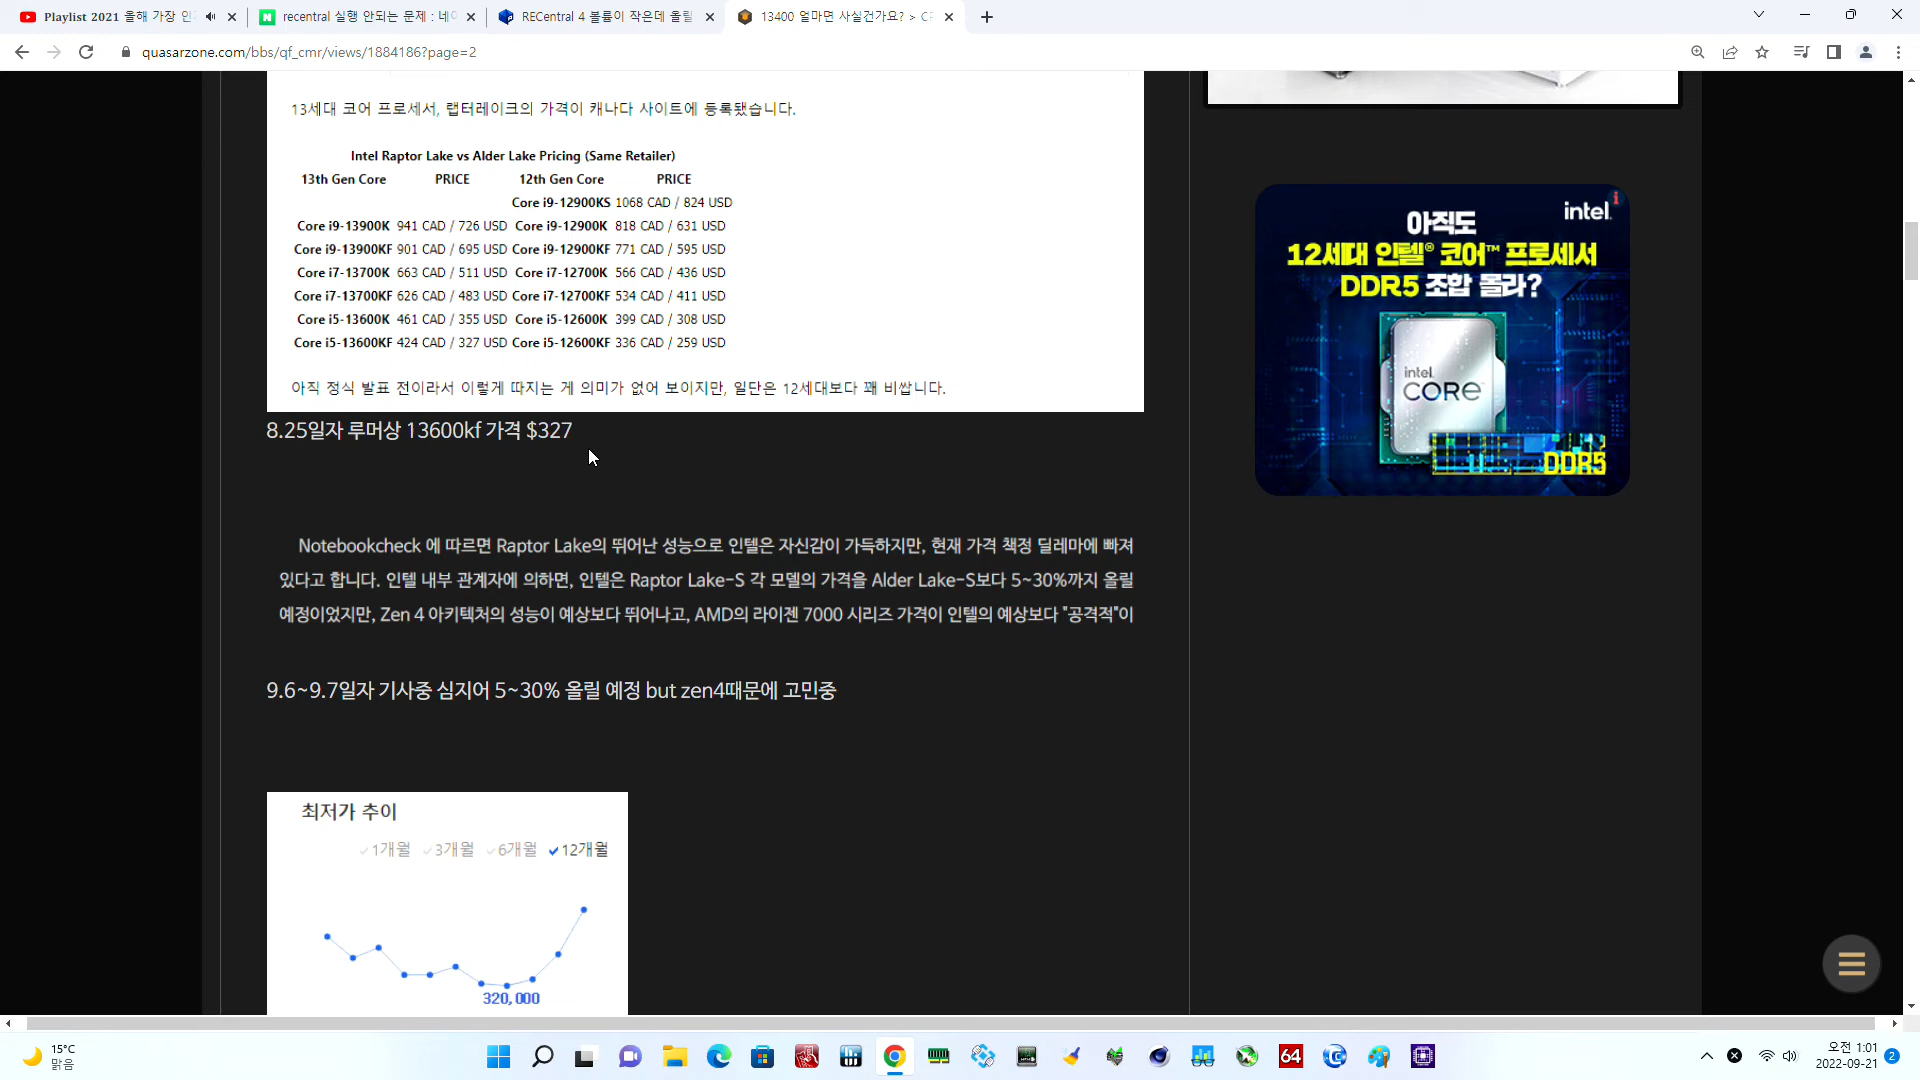 Playlist 2021 올해 가장 인
recentral 실행 안되는 문제 : 네이
RECentral 4 볼륨이 작은데 올릴
13400 얼마면 사실건가요? > C
quasarzone.com/bbs/qf_cmr/views/1884186?page=2
13세대 코어 프로세서, 랩터레이크의 가격이 캐나다 사이트에 등록됐습니다.
Intel Raptor Lake vs Alder Lake Pricing (Same Retailer)
13th Gen Core PRICE 12th Gen Core PRICE
Core i9-12900KS 1068 CAD / 824 USD
Core i9-13900K 941 CAD / 726 USD Core i9-12900K 818 CAD / 631 USD
Core i9-13900KF 901 CAD / 695 USD Core i9-12900KF 771 CAD / 595 USD
Core i7-13700K 663 CAD / 511 USD Core i7-12700K 566 CAD / 436 USD
Core i7-13700KF 626 CAD / 483 USD Core i7-12700KF 534 CAD / 411 USD
Core i5-13600K 461 CAD / 355 USD Core i5-12600K 399 CAD / 308 USD
Core i5-13600KF 424 CAD / 327 USD Core i5-12600KF 336 CAD / 259 USD
아직 정식 발표 전이라서 이렇게 따지는 게 의미가 없어 보이지만, 일단은 12세대보다 꽤 비쌉니다.
8.25일자 루머상 13600kf 가격 $327
Notebookcheck 에 따르면 Raptor Lake의 뛰어난 성능으로 인텔은 자신감이 가득하지만, 현재 가격 책정 딜레마에 빠져
있다고 합니다. 인텔 내부 관계자에 의하면, 인텔은 Raptor Lake-S 각 모델의 가격을 Alder Lake-S보다 5~30%까지 올릴
예정이었지만, Zen 4 아키텍처의 성능이 예상보다 뛰어나고, AMD의 라이젠 7000 시리즈 가격이 인텔의 예상보다 "공격적"이
9.6~9.7일자 기사중 심지어 5~30% 올릴 예정 but zen4때문에 고민중
최저가 추이
1개월 3개월 6개월 12개월
320,000
intel
아직도
12세대 인텔® 코어™ 프로세서
DDR5 조합 몰라?
intel
CORE
DDR5
15°C
맑음
64
오전 1:01
2022-09-21
2